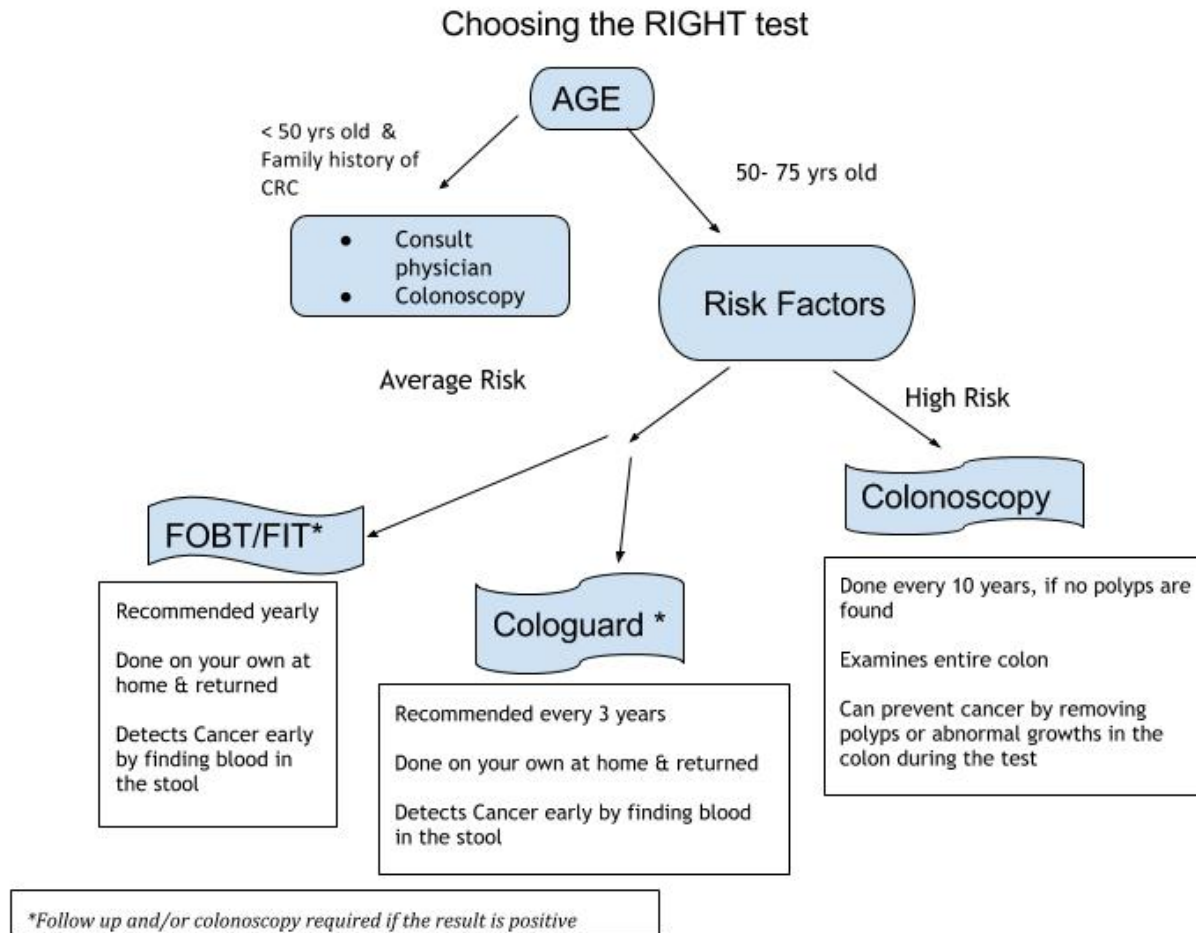 Choosing the RIGHT test
AGE
< 50 yrs old &
Family history of
CRC
50- 75 yrs old
● Consult
physician
● Colonoscopy
Risk Factors
Average Risk
High Risk
FOBT/FIT*
Recommended yearly
Done on your own at
home & returned
Detects Cancer early
by finding blood in
the stool
Cologuard *
Recommended every 3 years
Done on your own at home & returned
Detects Cancer early by finding blood
in the stool
Colonoscopy
Done every 10 years, if no polyps are
found
Examines entire colon
Can prevent cancer by removing
polyps or abnormal growths in the
colon during the test
*Follow up and/or colonoscopy required if the result is positive